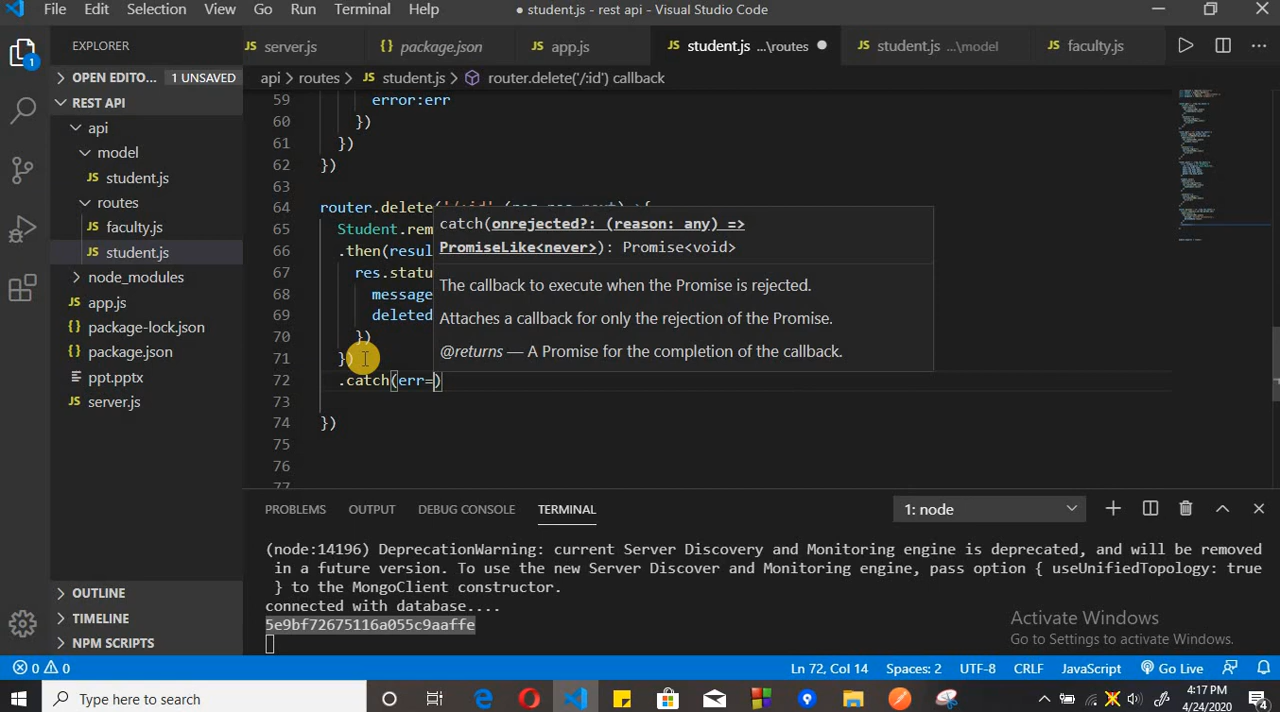 File Edit Selection View Go Run Terminal Help ● student.js - rest api - Visual Studio Code
EXPLORER
JS server.js {} package.json JS app.js JS student.js ...\routes JS student.js ...\model JS faculty.js
OPEN EDITO... 1 UNSAVED
api > routes > JS student.js > router.delete('/:id') callback
REST API
api
model
JS student.js
routes
JS faculty.js
JS student.js
node_modules
JS app.js
{} package-lock.json
{} package.json
ppt.pptx
JS server.js
59 error:err
60 })
61 })
62 })
63
64 router.delete('/:id',(req,res,next) =>{
65 Student.rem
66 .then(resul
67 res.statu
68 message
69 deleted
70 })
71 })
72 .catch(err=)
73
74 })
75
76
77
catch(onrejected?: (reason: any) =>
PromiseLike<never>): Promise<void>
The callback to execute when the Promise is rejected.
Attaches a callback for only the rejection of the Promise.
@returns — A Promise for the completion of the callback.
PROBLEMS OUTPUT DEBUG CONSOLE TERMINAL 1: node
(node:14196) DeprecationWarning: current Server Discovery and Monitoring engine is deprecated, and will be removed
in a future version. To use the new Server Discover and Monitoring engine, pass option { useUnifiedTopology: true
} to the MongoClient constructor.
connected with database....
5e9bf72675116a055c9aaffe
OUTLINE
TIMELINE
NPM SCRIPTS
Activate Windows
Go to Settings to activate Windows.
0 0 Ln 72, Col 14 Spaces: 2 UTF-8 CRLF JavaScript Go Live
Type here to search
4:17 PM
4/24/2020
4
1